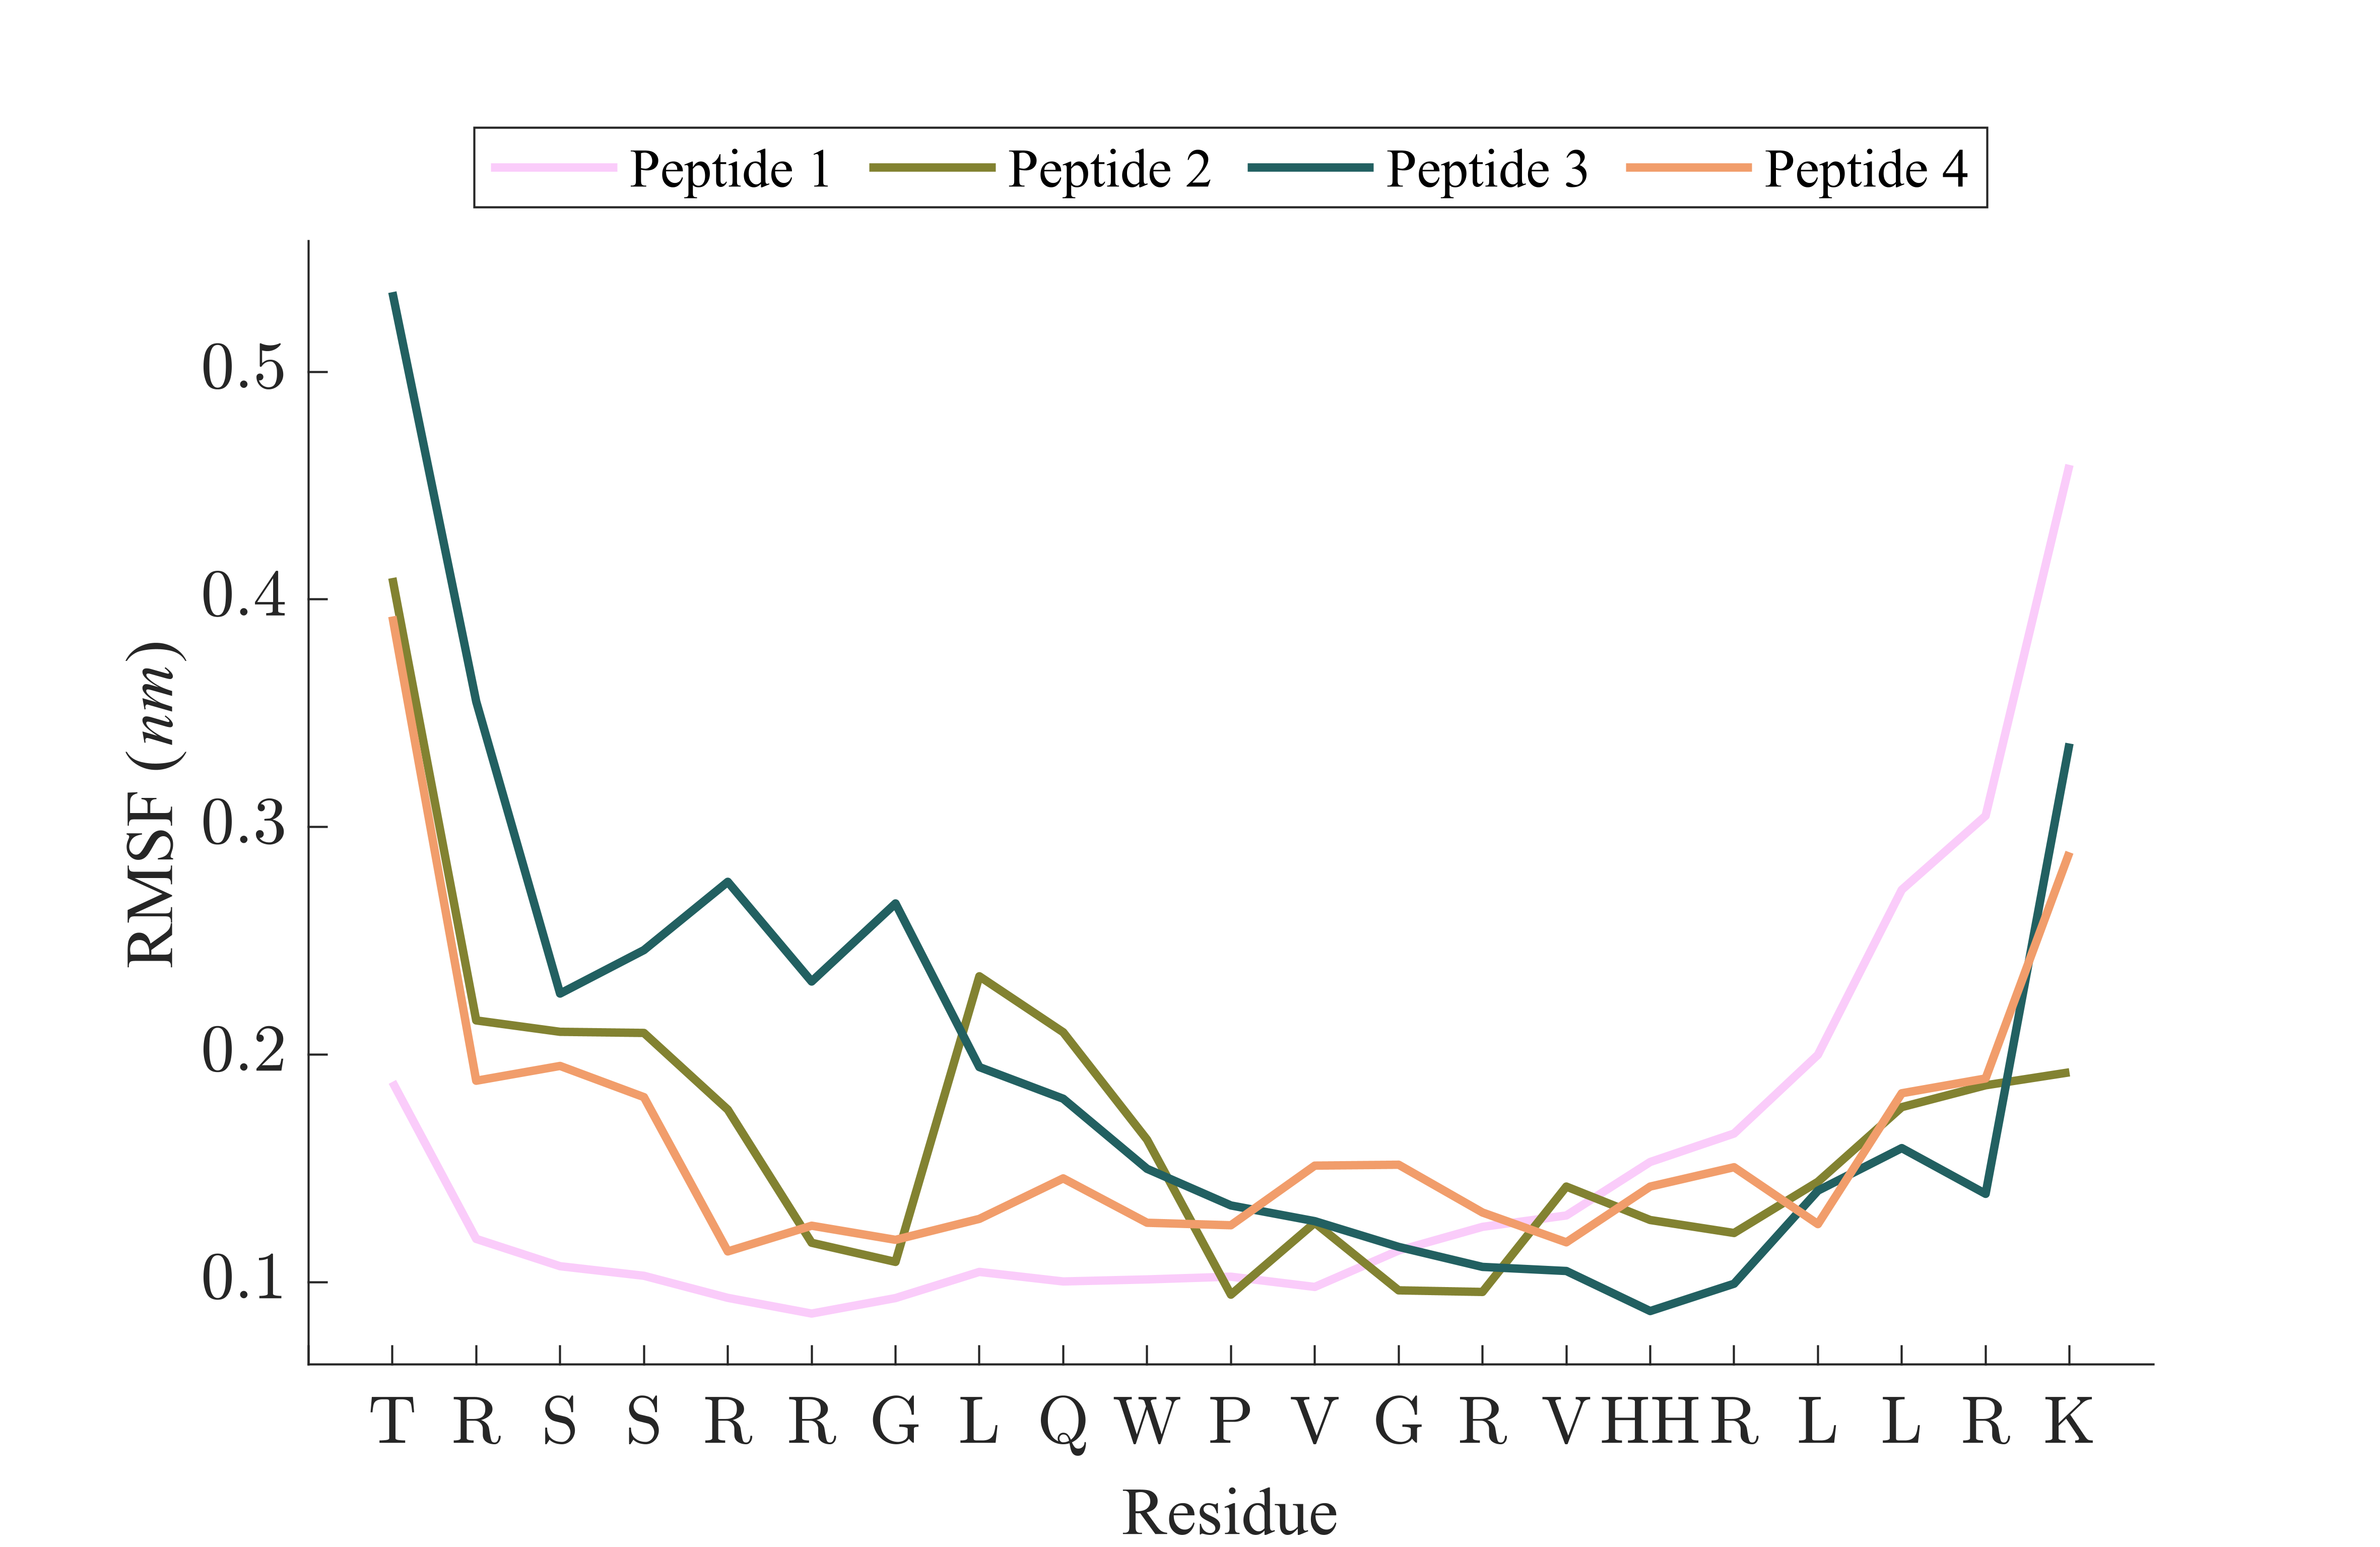 Peptide 1 Peptide 2 Peptide 3 Peptide 4
0.5
0.4
0.3
0.2
0.1
RMSF (nm)
T R S S R R G L Q W P V G R V HH R L L R K
Residue